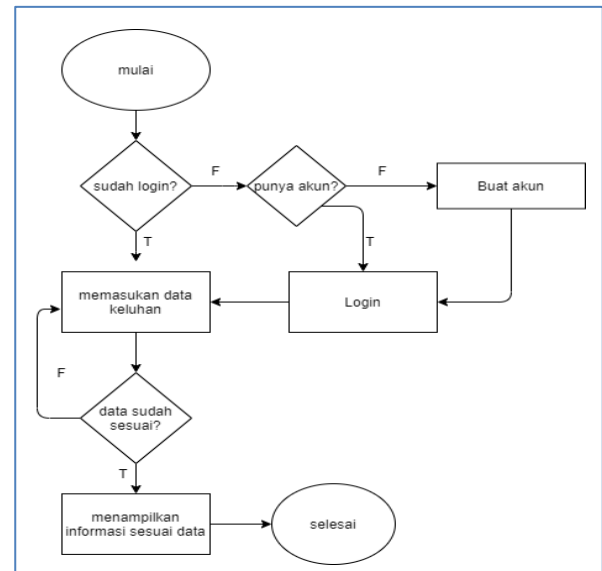 mulai
sudah login?
F
punya akun?
F
Buat akun
T
T
memasukan data
keluhan
Login
F
data sudah
sesuai?
T
menampilkan
informasi sesuai data
selesai